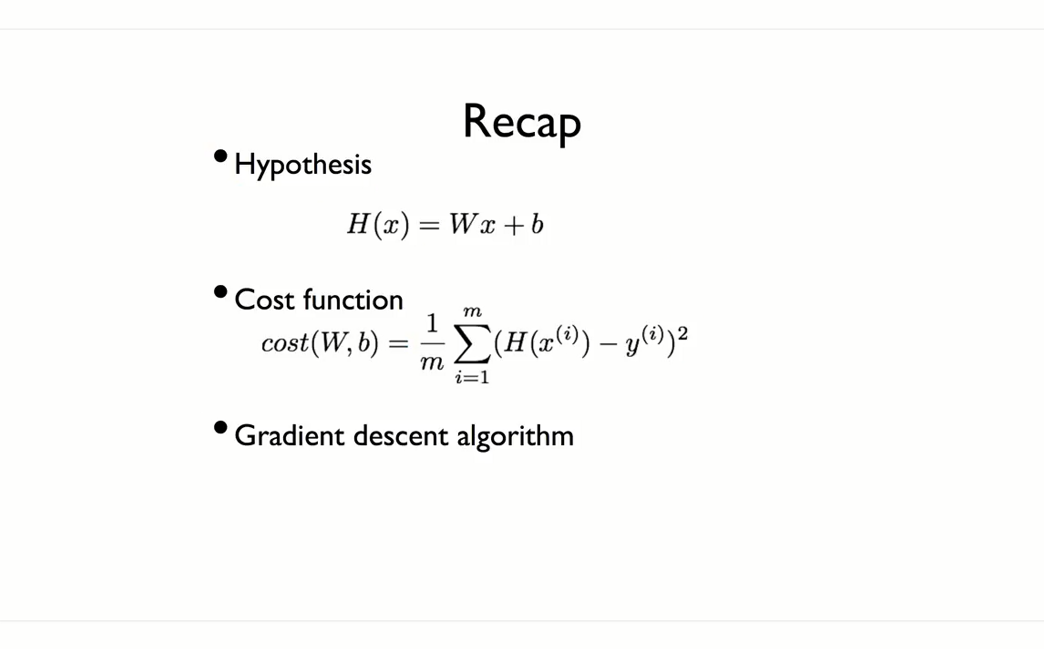 Recap
• Hypothesis
H(x) = Wx + b
• Cost function
cost(W, b) = \frac{1}{m} \sum_{i=1}^{m} (H(x^{(i)}) − y^{(i)})^2
• Gradient descent algorithm